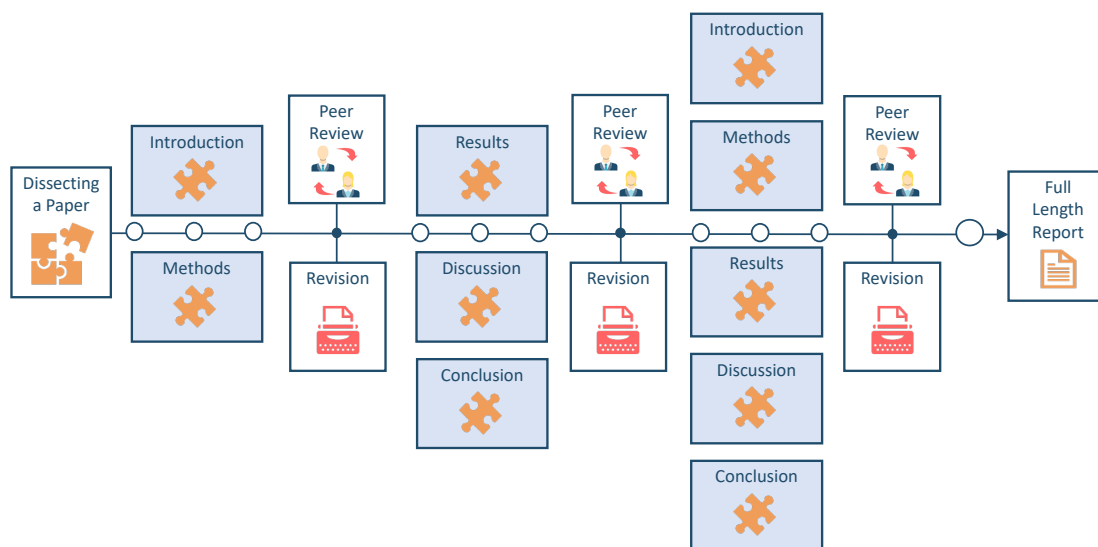 Dissecting
a Paper
Introduction
Methods
Peer
Review
Revision
Results
Discussion
Conclusion
Peer
Review
Revision
Introduction
Methods
Results
Discussion
Conclusion
Peer
Review
Revision
Full
Length
Report